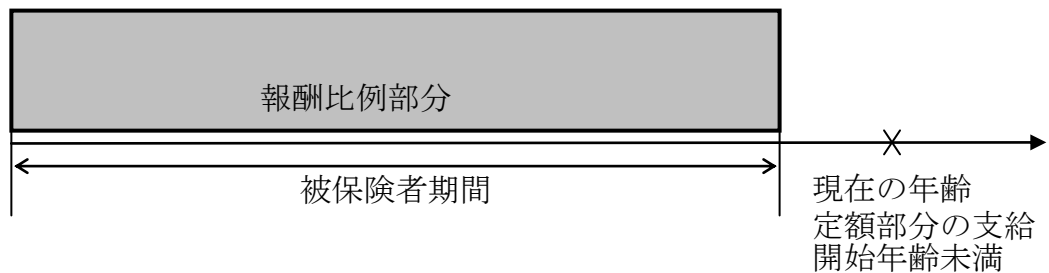 報酬比例部分
被保険者期間
現在の年齢
定額部分の支給
開始年齢未満